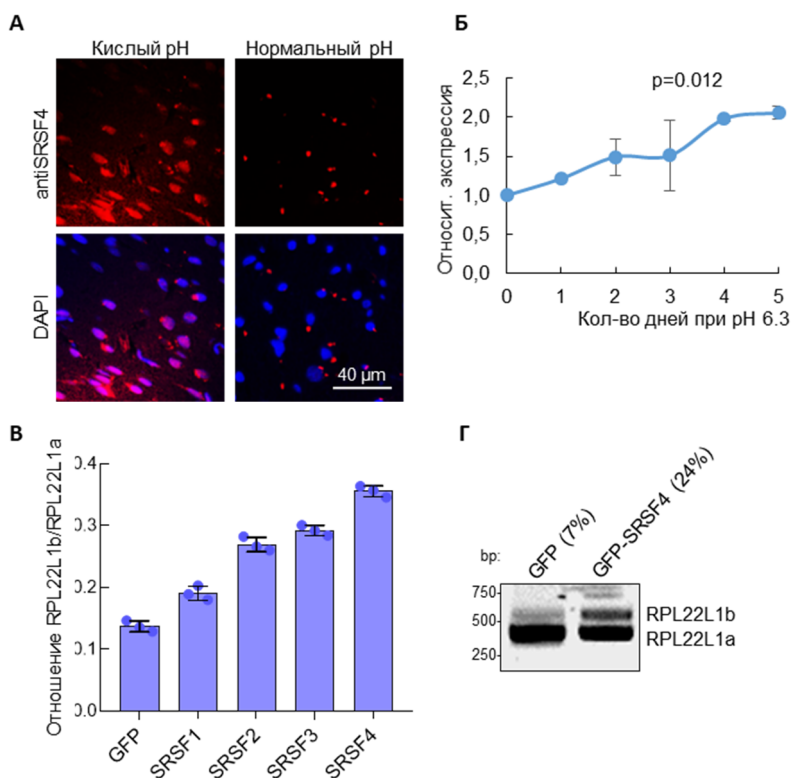 А
Кислый pH
Нормальный pH
antiSRSF4
DAPI
40 µm
Б
p=0.012
Относит. экспрессия
2,5
2,0
1,5
1,0
0,5
0,0
0 1 2 3 4 5
Кол-во дней при pH 6.3
В
Отношение RPL22L1b/RPL22L1a
0.4
0.3
0.2
0.1
0.0
GFP
SRSF1
SRSF2
SRSF3
SRSF4
Г
GFP (7%)
GFP-SRSF4 (24%)
bp:
750
500
250
RPL22L1b
RPL22L1a